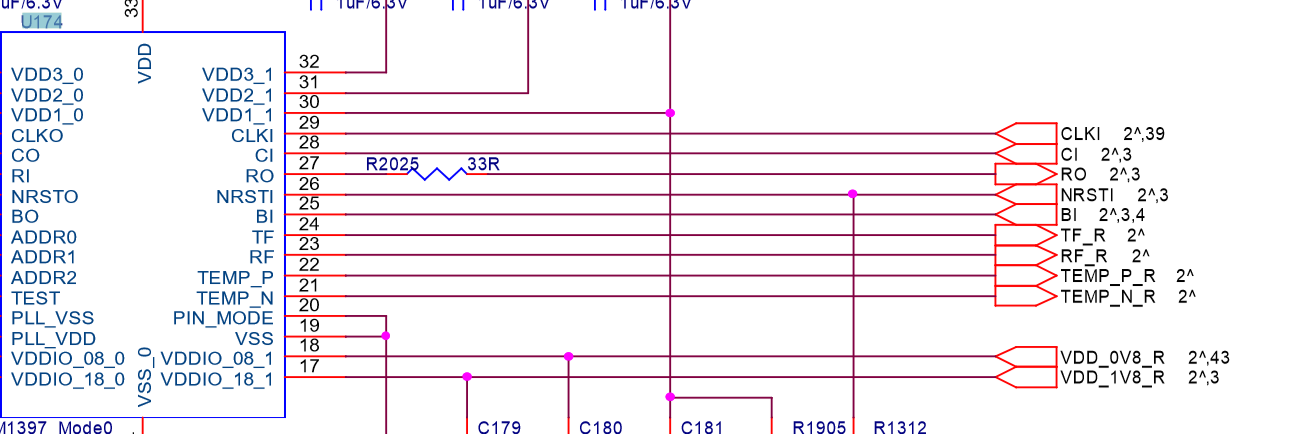 uF/6.3V 33 1uF/6.3V 1uF/6.3V 1uF/6.3V
U174
VDD
VDD3_0 VDD3_1 32
VDD2_0 VDD2_1 31
VDD1_0 VDD1_1 30
CLKO CLKI 29 CLKI 2^,39
CO CI 28 CI 2^,3
RI RO 27 R2025 33R RO 2^,3
NRSTO NRSTI 26 NRSTI 2^,3
BO BI 25 BI 2^,3,4
ADDR0 TF 24 TF_R 2^
ADDR1 RF 23 RF_R 2^
ADDR2 TEMP_P 22 TEMP_P_R 2^
TEST TEMP_N 21 TEMP_N_R 2^
PLL_VSS PIN_MODE 20
PLL_VDD VSS 19
VDDIO_08_0 VDDIO_08_1 18 VDD_0V8_R 2^,43
VDDIO_18_0 VDDIO_18_1 17 VDD_1V8_R 2^,3
VSS_0
M1397 Mode0 C179 C180 C181 R1905 R1312